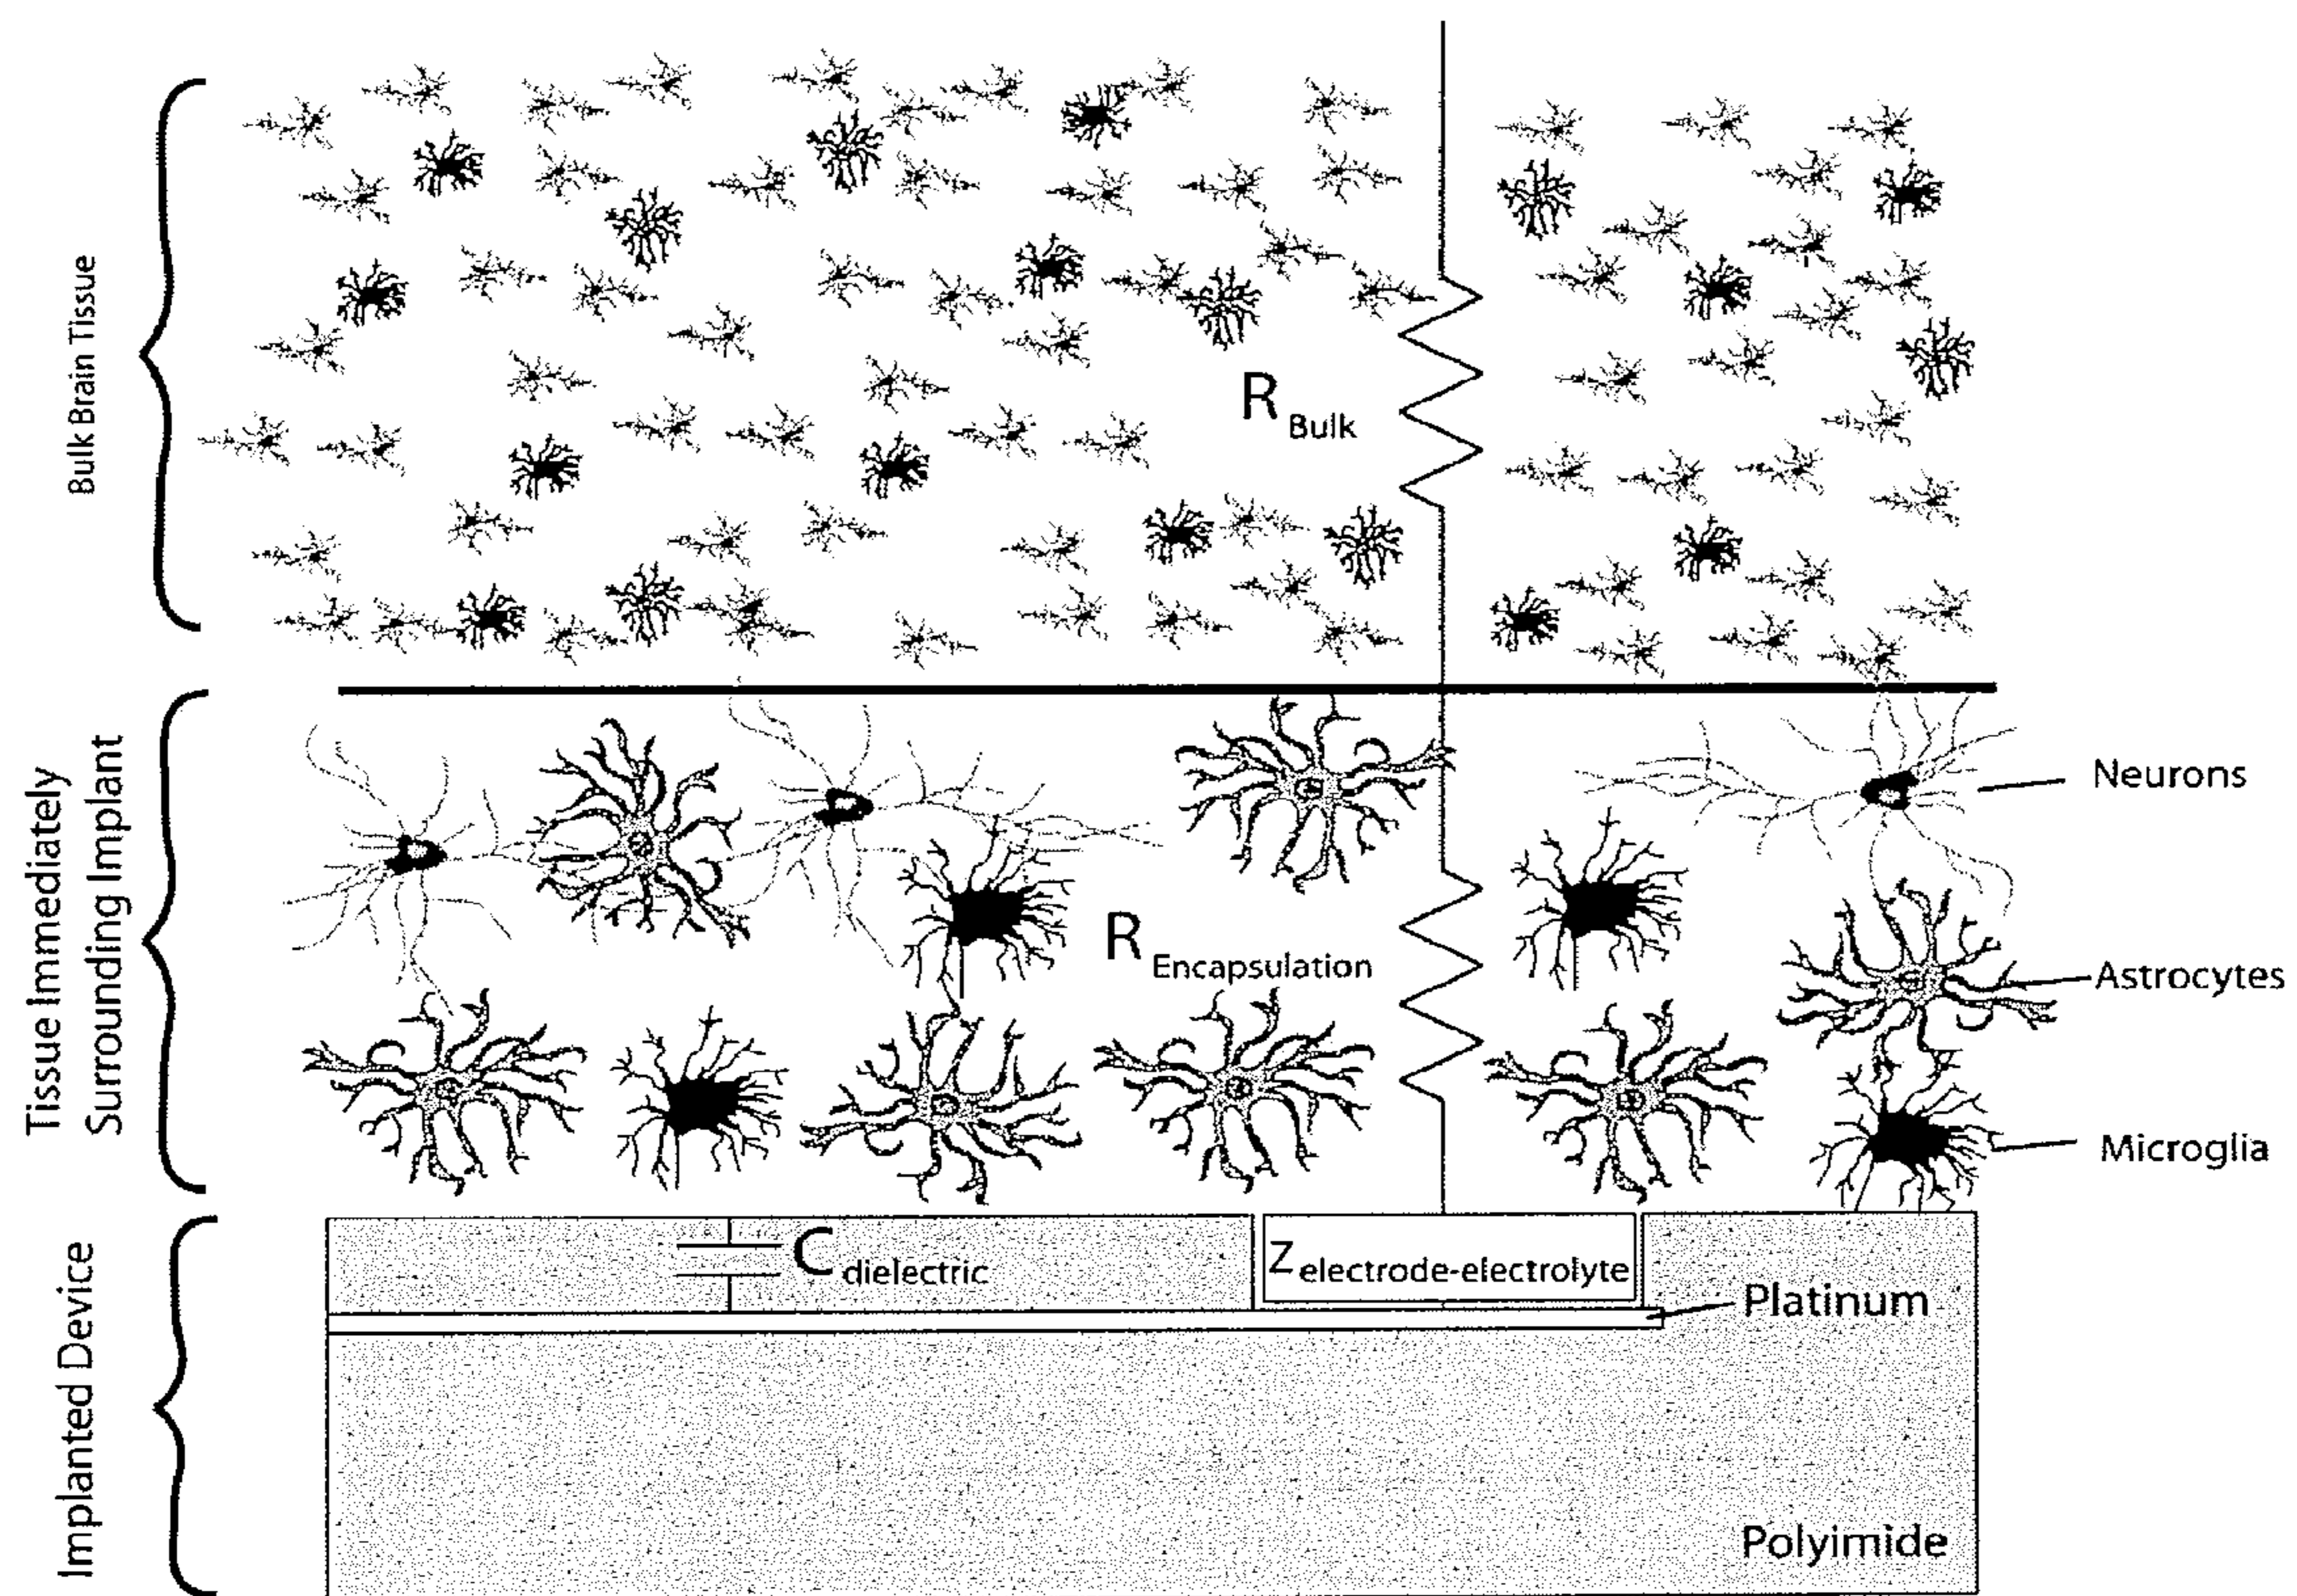 Bulk Brain Tissue
R Bulk
Tissue Immediately
Surrounding Implant
Neurons
R Encapsulation
Astrocytes
Microglia
Implanted Device
C dielectric
Z electrode-electrolyte
Platinum
Polyimide